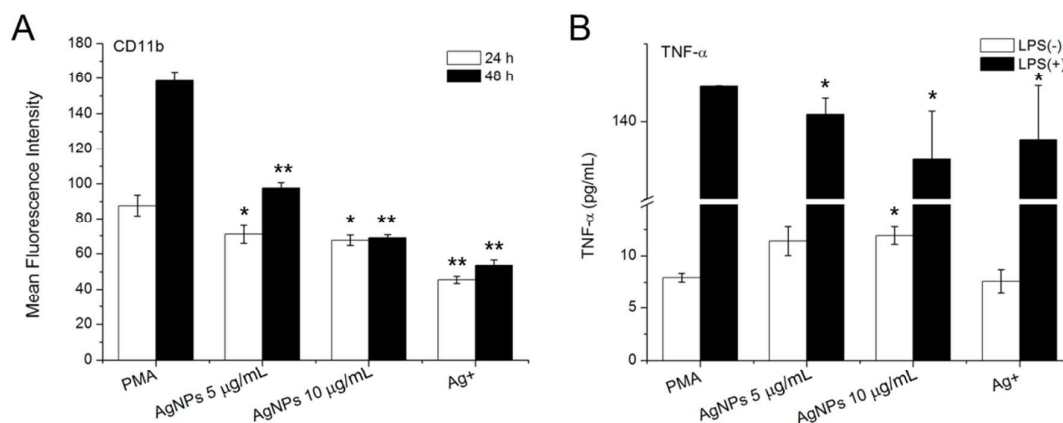 A
CD11b
24 h
48 h
Mean Fluorescence Intensity
180
160
140
120
100
80
60
40
20
0
*
**
*
**
**
**
PMA
AgNPs 5 μg/mL
AgNPs 10 μg/mL
Ag+
B
TNF-α
LPS(-)
LPS(+)
TNF-α (pg/mL)
140
10
5
0
*
*
*
*
PMA
AgNPs 5 μg/mL
AgNPs 10 μg/mL
Ag+